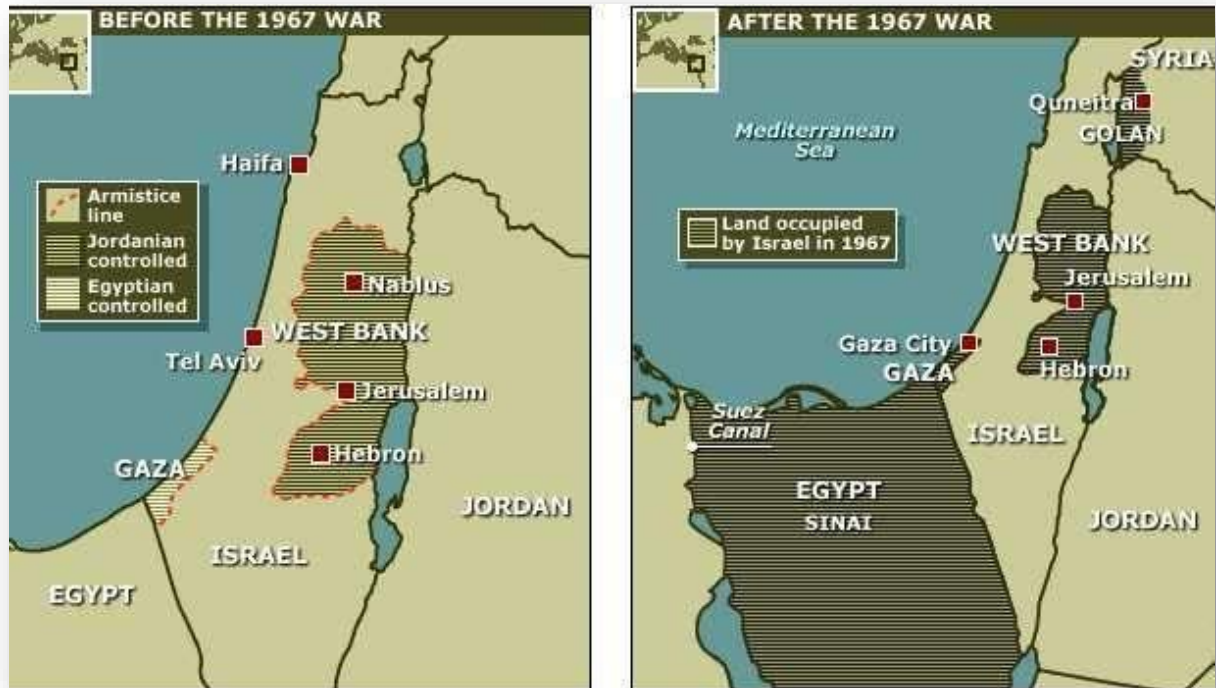 BEFORE THE 1967 WAR
Haifa
Armistice
line
Jordanian
controlled
Egyptian
controlled
Nablus
WEST BANK
Tel Aviv
Jerusalem
Hebron
GAZA
JORDAN
ISRAEL
EGYPT
AFTER THE 1967 WAR
SYRIA
Quneitra
GOLAN
Mediterranean
Sea
Land occupied
by Israel in 1967
WEST BANK
Jerusalem
Gaza City
GAZA
Hebron
Suez
Canal
ISRAEL
EGYPT
SINAI
JORDAN